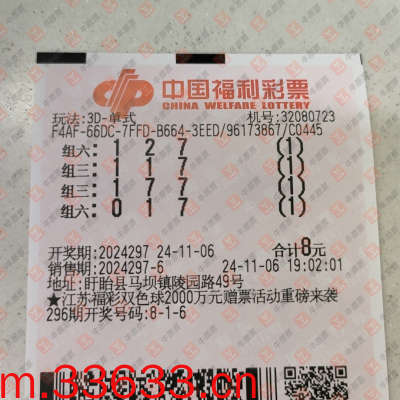 中国福利彩票
CHINA WELFARE LOTTERY
玩法:3D-单式 机号:32080723
F4AF-66DC-7FFD-B664-3EED/96173867/C0445
组六: 1 2 7 (1)
组三: 1 1 7 (1)
组三: 1 7 7 (1)
组六: 0 1 7 (1)
开奖期:2024297 24-11-06 合计8元
销售期:2024297-6 24-11-06 19:02:01
地址:盱眙县马坝镇陵园路49号
★江苏福彩双色球2000万元赠票活动重磅来袭
296期开奖号码:8-1-6
m.33633.cn